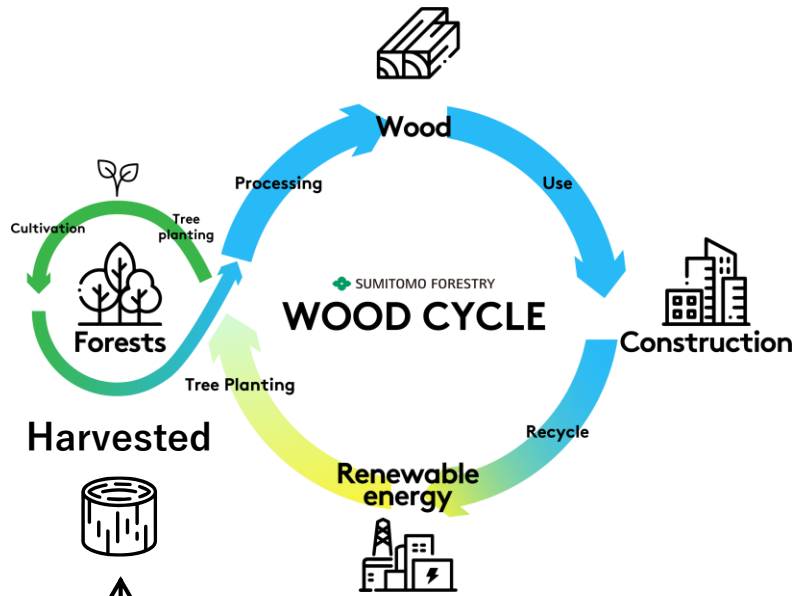 Wood
Processing
Use
Cultivation
Tree
planting
SUMITOMO FORESTRY
WOOD CYCLE
Forests
Construction
Tree Planting
Harvested
Recycle
Renewable
energy